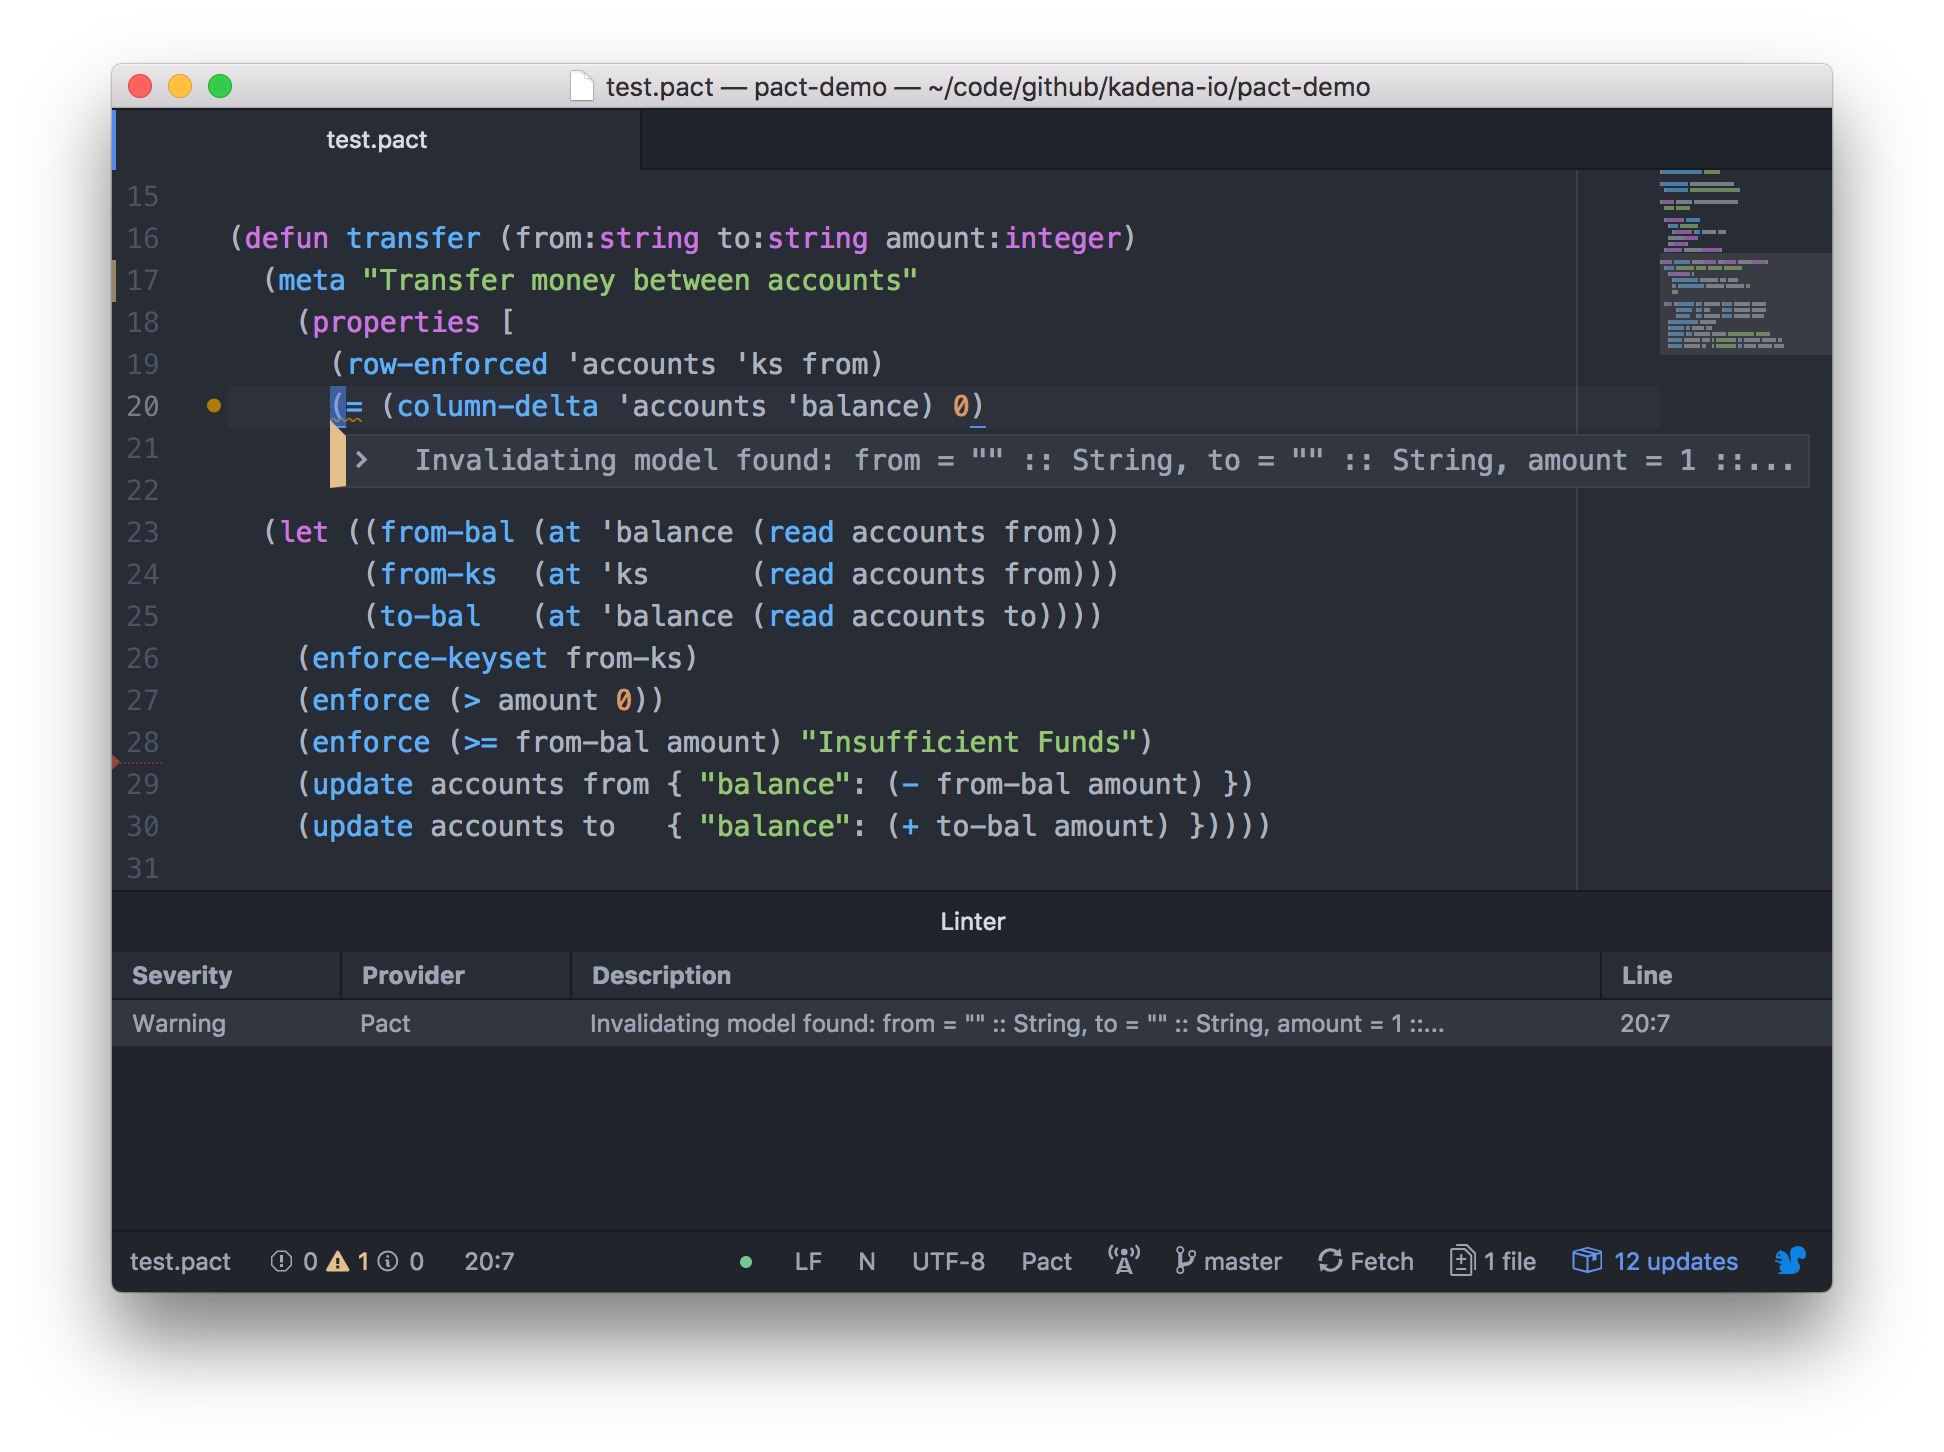 test.pact — pact-demo — ~/code/github/kadena-io/pact-demo
test.pact
15
16 (defun transfer (from:string to:string amount:integer)
17 (meta "Transfer money between accounts"
18 (properties [
19 (row-enforced 'accounts 'ks from)
20 (= (column-delta 'accounts 'balance) 0)
21 Invalidating model found: from = "" :: String, to = "" :: String, amount = 1 ::...
22
23 (let ((from-bal (at 'balance (read accounts from)))
24 (from-ks (at 'ks (read accounts from)))
25 (to-bal (at 'balance (read accounts to))))
26 (enforce-keyset from-ks)
27 (enforce (> amount 0))
28 (enforce (>= from-bal amount) "Insufficient Funds")
29 (update accounts from { "balance": (- from-bal amount) })
30 (update accounts to { "balance": (+ to-bal amount) })))))
31
Linter
Severity Provider Description Line
Warning Pact Invalidating model found: from = "" :: String, to = "" :: String, amount = 1 ::... 20:7
test.pact 0 1 0 20:7 LF N UTF-8 Pact master Fetch 1 file 12 updates